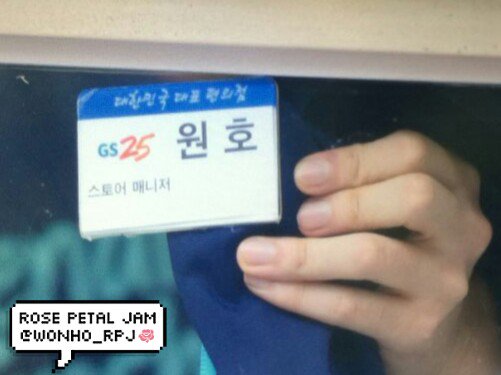 대한민국 대표 편의점
GS25 원 호
스토어 매니저
ROSE PETAL JAM
@WONHO_RPJ